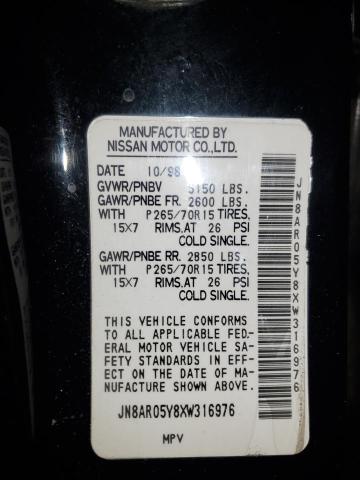 MANUFACTURED BY
NISSAN MOTOR CO.,LTD.
DATE 10/98
GVWR/PNBV 5150 LBS.
GAWR/PNBE FR. 2600 LBS.
WITH P265/70R15 TIRES,
15X7 RIMS.AT 26 PSI
COLD SINGLE.
GAWR/PNBE RR. 2850 LBS.
WITH P265/70R15 TIRES,
15X7 RIMS.AT 26 PSI
COLD SINGLE.
THIS VEHICLE CONFORMS
TO ALL APPLICABLE FED-
ERAL MOTOR VEHICLE SA-
FETY STANDARDS IN EFF-
ECT ON THE DATE OF MA-
NUFACTURE SHOWN ABOVE.
JN8AR05Y8XW316976
MPV
JN8AR05Y8XW316976